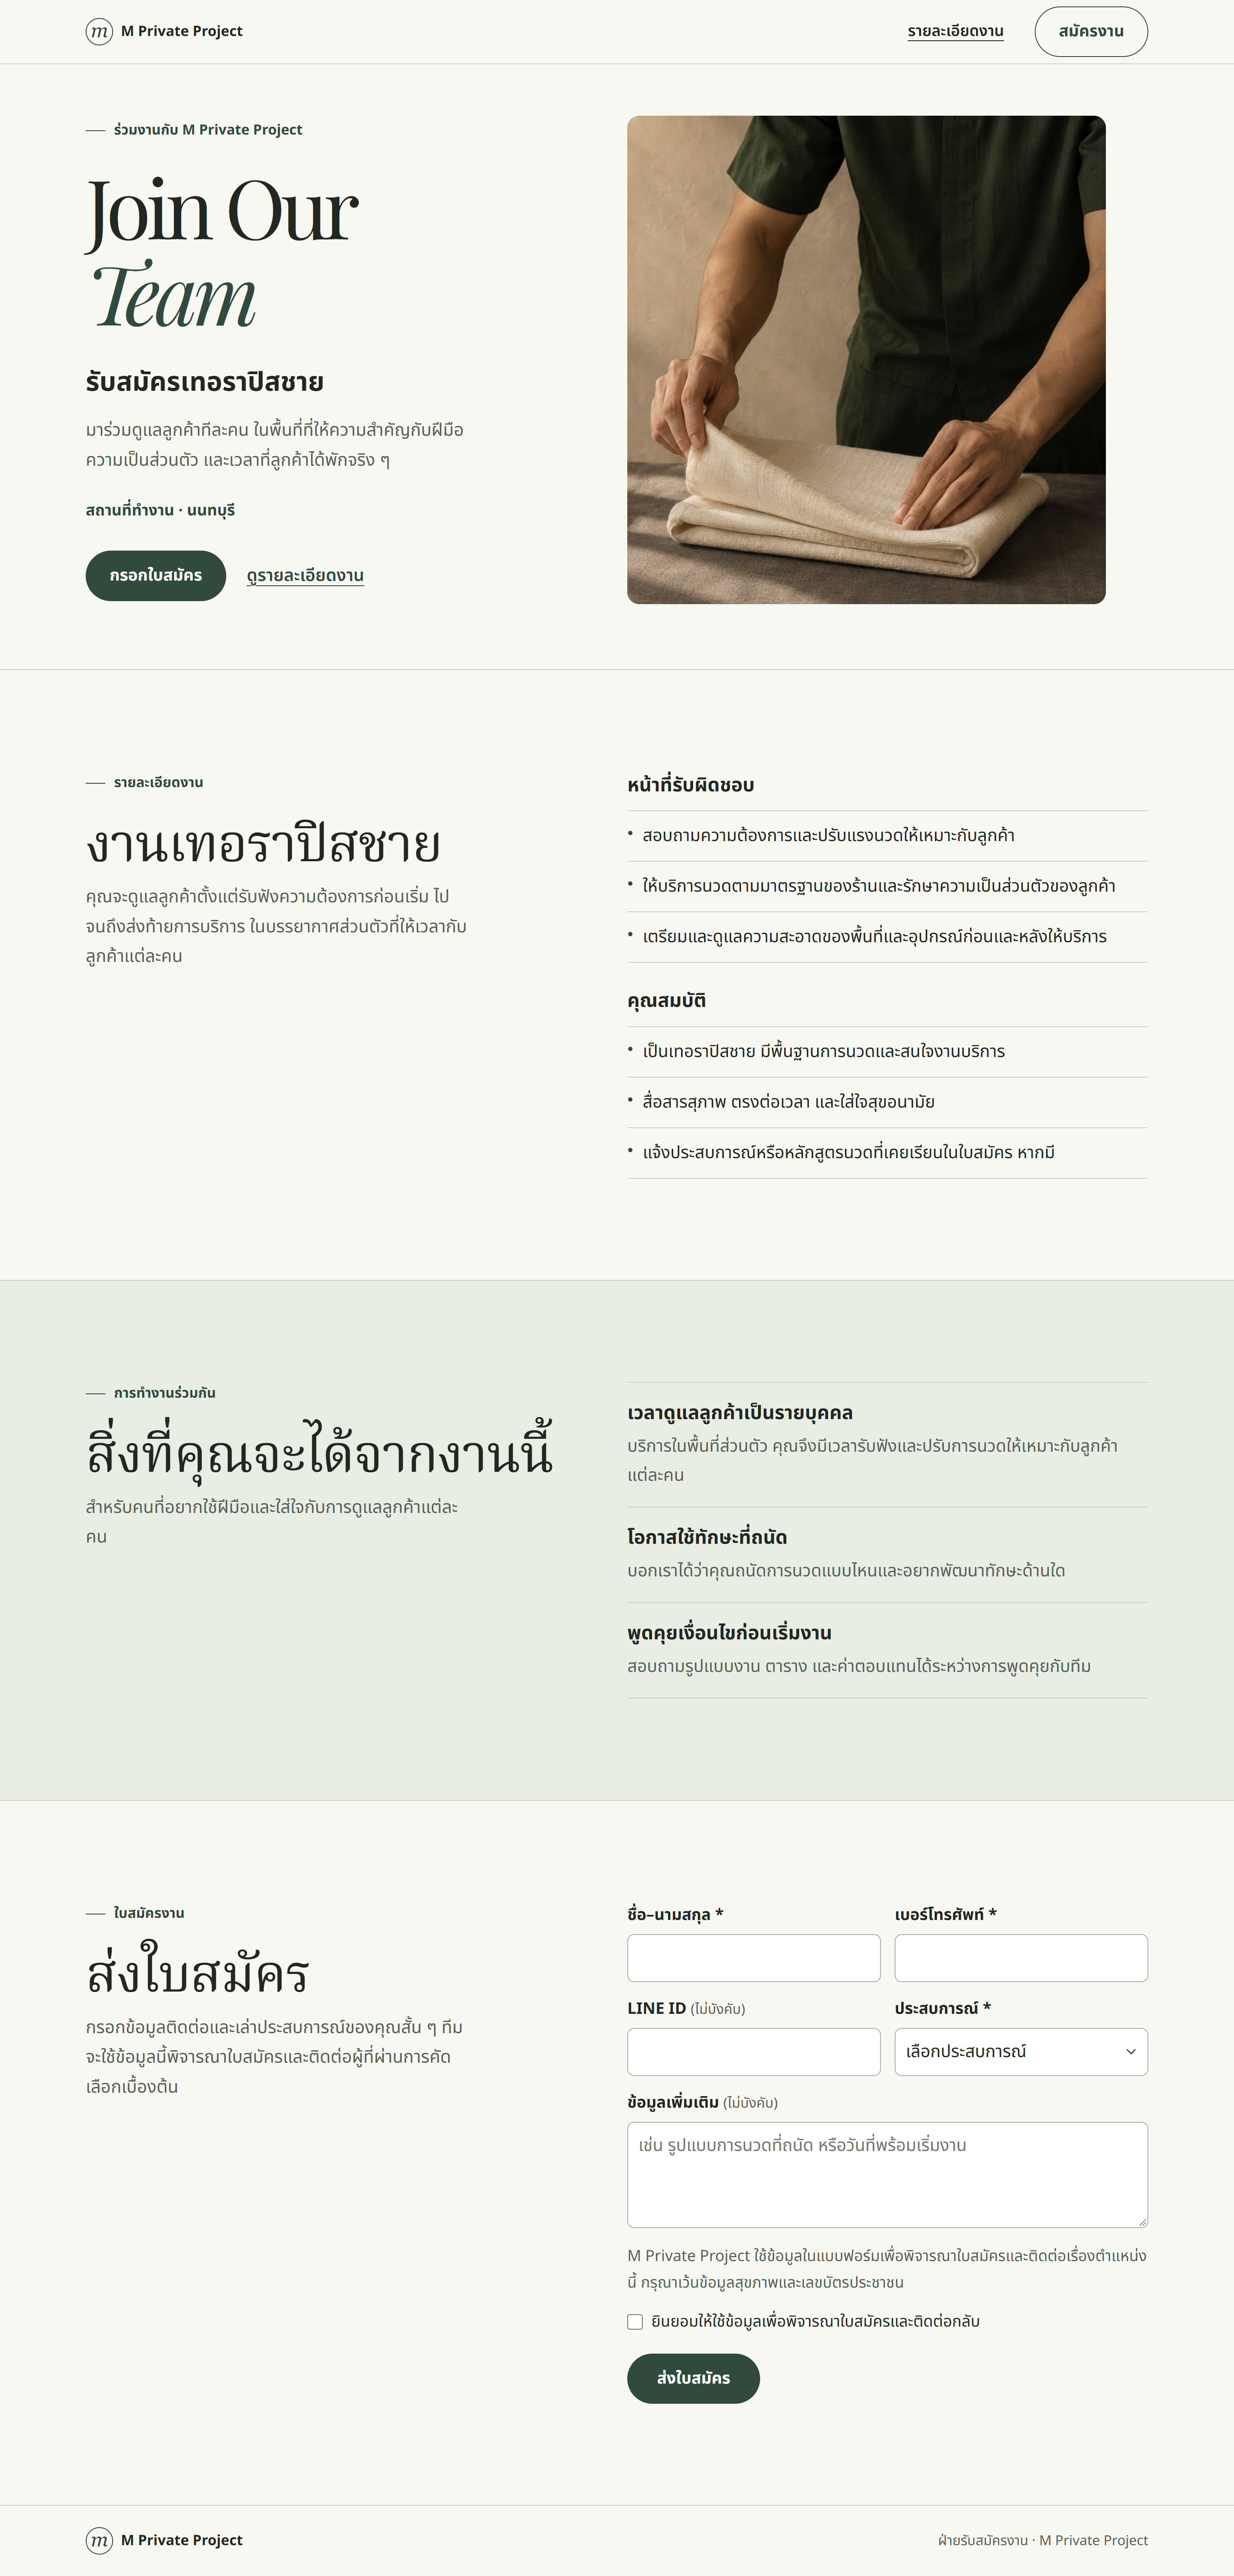 m M Private Project
รายละเอียดงาน
สมัครงาน
ร่วมงานกับ M Private Project
Join Our
Team
รับสมัครเทอราปิสชาย
มาร่วมดูแลลูกค้าทีละคน ในพื้นที่ที่ให้ความสำคัญกับฝีมือ
ความเป็นส่วนตัว และเวลาที่ลูกค้าได้พักจริง ๆ
สถานที่ทำงาน · นนทบุรี
กรอกใบสมัคร
ดูรายละเอียดงาน
รายละเอียดงาน
งานเทอราปิสชาย
คุณจะดูแลลูกค้าตั้งแต่รับฟังความต้องการก่อนเริ่ม ไป
จนถึงส่งท้ายการบริการ ในบรรยากาศส่วนตัวที่ให้เวลากับ
ลูกค้าแต่ละคน
หน้าที่รับผิดชอบ
• สอบถามความต้องการและปรับแรงนวดให้เหมาะกับลูกค้า
• ให้บริการนวดตามมาตรฐานของร้านและรักษาความเป็นส่วนตัวของลูกค้า
• เตรียมและดูแลความสะอาดของพื้นที่และอุปกรณ์ก่อนและหลังให้บริการ
คุณสมบัติ
• เป็นเทอราปิสชาย มีพื้นฐานการนวดและสนใจงานบริการ
• สื่อสารสุภาพ ตรงต่อเวลา และใส่ใจสุขอนามัย
• แจ้งประสบการณ์หรือหลักสูตรนวดที่เคยเรียนในใบสมัคร หากมี
การทำงานร่วมกัน
สิ่งที่คุณจะได้จากงานนี้
สำหรับคนที่อยากใช้ฝีมือและใส่ใจกับการดูแลลูกค้าแต่ละ
คน
เวลาดูแลลูกค้าเป็นรายบุคคล
บริการในพื้นที่ส่วนตัว คุณจึงมีเวลารับฟังและปรับการนวดให้เหมาะกับลูกค้า
แต่ละคน
โอกาสใช้ทักษะที่ถนัด
บอกเราได้ว่าคุณถนัดการนวดแบบไหนและอยากพัฒนาทักษะด้านใด
พูดคุยเงื่อนไขก่อนเริ่มงาน
สอบถามรูปแบบงาน ตาราง และค่าตอบแทนได้ระหว่างการพูดคุยกับทีม
ใบสมัครงาน
ส่งใบสมัคร
กรอกข้อมูลติดต่อและเล่าประสบการณ์ของคุณสั้น ๆ ทีม
จะใช้ข้อมูลนี้พิจารณาใบสมัครและติดต่อผู้ที่ผ่านการคัด
เลือกเบื้องต้น
ชื่อ–นามสกุล *
เบอร์โทรศัพท์ *
LINE ID (ไม่บังคับ)
ประสบการณ์ *
เลือกประสบการณ์
ข้อมูลเพิ่มเติม (ไม่บังคับ)
เช่น รูปแบบการนวดที่ถนัด หรือวันที่พร้อมเริ่มงาน
M Private Project ใช้ข้อมูลในแบบฟอร์มเพื่อพิจารณาใบสมัครและติดต่อเรื่องตำแหน่ง
นี้ กรุณาเว้นข้อมูลสุขภาพและเลขบัตรประชาชน
ยินยอมให้ใช้ข้อมูลเพื่อพิจารณาใบสมัครและติดต่อกลับ
ส่งใบสมัคร
m M Private Project
ฝ่ายรับสมัครงาน · M Private Project